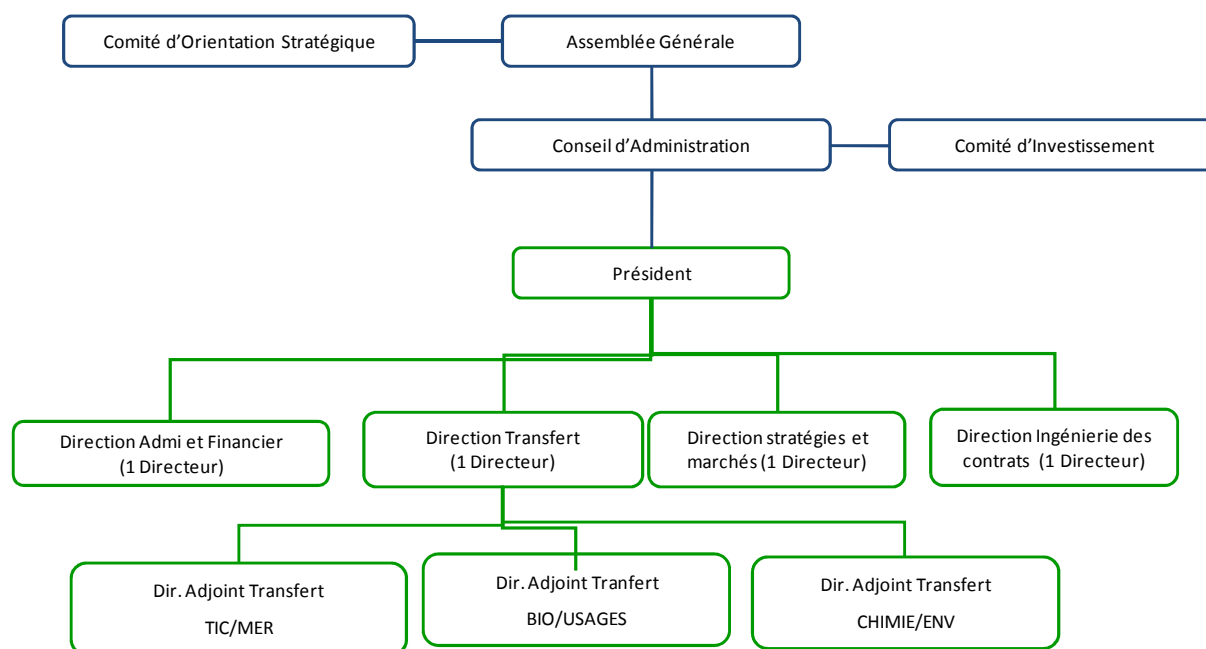 Comité d’Orientation Stratégique
Assemblée Générale
Conseil d’Administration
Comité d’Investissement
Président
Direction Admi et Financier
(1 Directeur)
Direction Transfert
(1 Directeur)
Direction stratégies et
marchés (1 Directeur)
Direction Ingénierie des
contrats (1 Directeur)
Dir. Adjoint Transfert
TIC/MER
Dir. Adjoint Tranfert
BIO/USAGES
Dir. Adjoint Transfert
CHIMIE/ENV